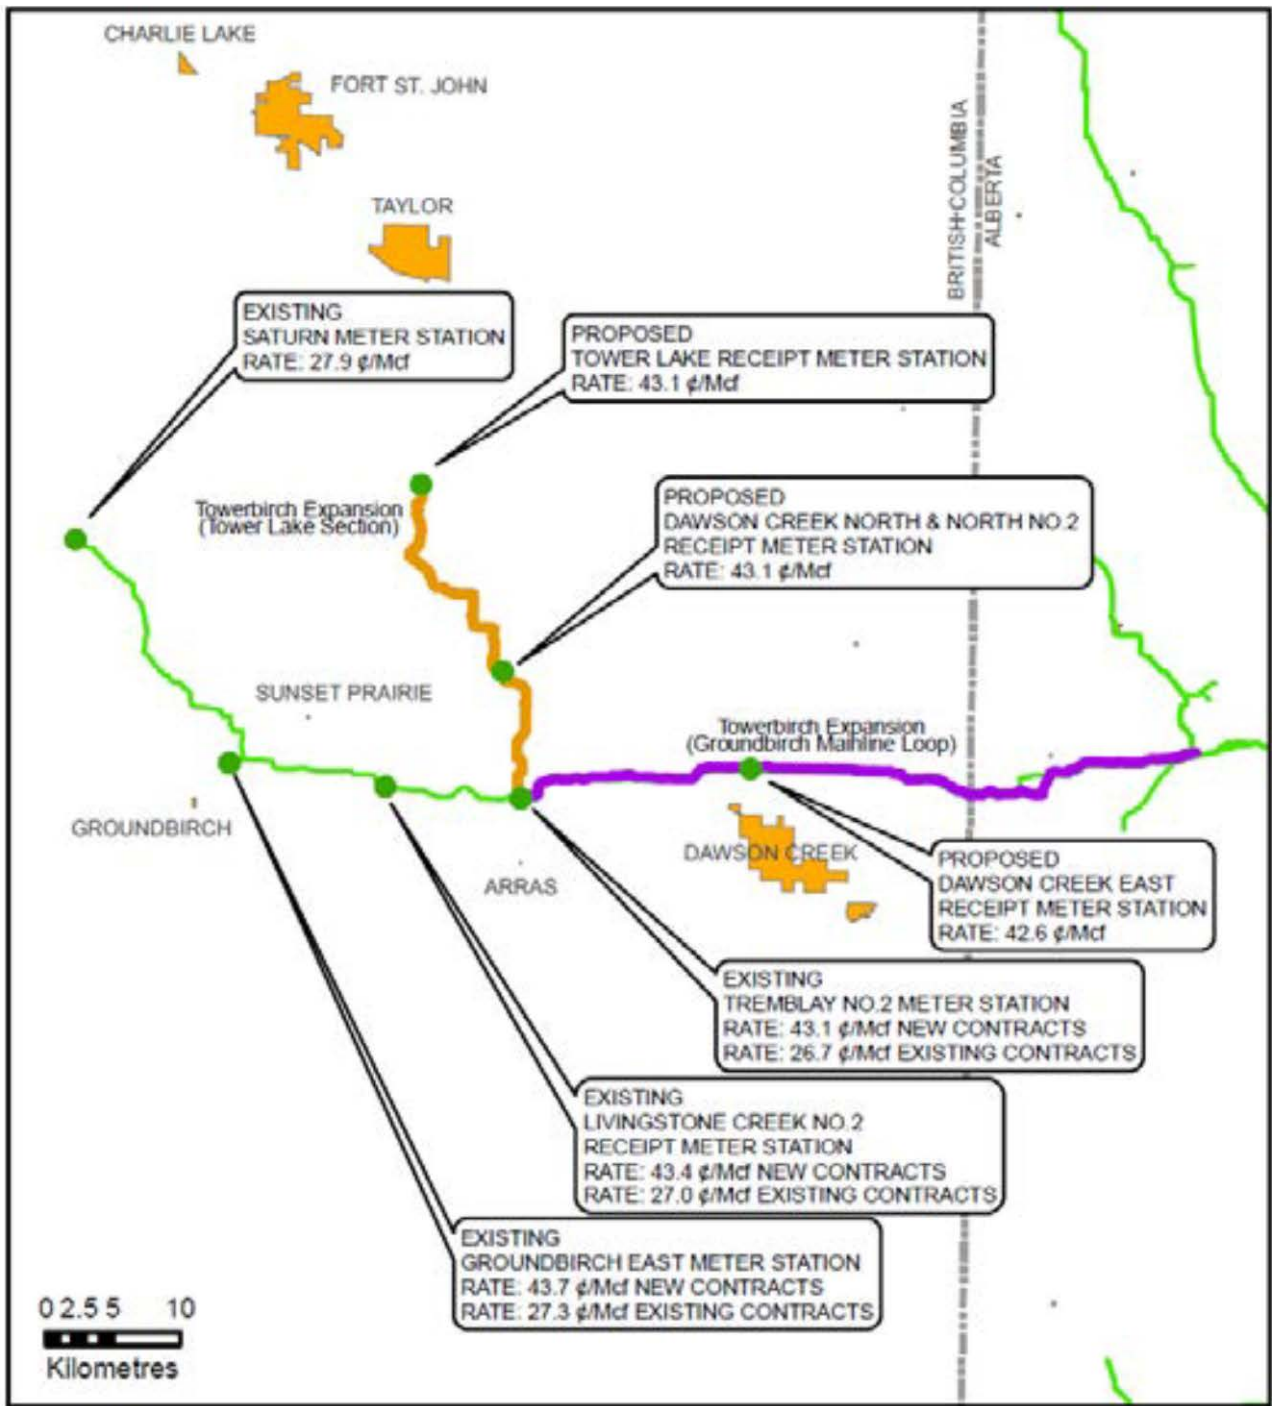 CHARLIE LAKE
FORT ST. JOHN
TAYLOR
BRITISH COLUMBIA
ALBERTA
EXISTING
SATURN METER STATION
RATE: 27.9 ¢/Mcf
PROPOSED
TOWER LAKE RECEIPT METER STATION
RATE: 43.1 ¢/Mcf
Towerbirch Expansion
(Tower Lake Section)
PROPOSED
DAWSON CREEK NORTH & NORTH NO.2
RECEIPT METER STATION
RATE: 43.1 ¢/Mcf
SUNSET PRAIRIE
Towerbirch Expansion
(Groundbirch Mainline Loop)
GROUNDBIRCH
ARRAS
DAWSON CREEK
PROPOSED
DAWSON CREEK EAST
RECEIPT METER STATION
RATE: 42.6 ¢/Mcf
EXISTING
TREMBLAY NO.2 METER STATION
RATE: 43.1 ¢/Mcf NEW CONTRACTS
RATE: 26.7 ¢/Mcf EXISTING CONTRACTS
EXISTING
LIVINGSTONE CREEK NO.2
RECEIPT METER STATION
RATE: 43.4 ¢/Mcf NEW CONTRACTS
RATE: 27.0 ¢/Mcf EXISTING CONTRACTS
EXISTING
GROUNDBIRCH EAST METER STATION
RATE: 43.7 ¢/Mcf NEW CONTRACTS
RATE: 27.3 ¢/Mcf EXISTING CONTRACTS
0 2.5 5 10
Kilometres